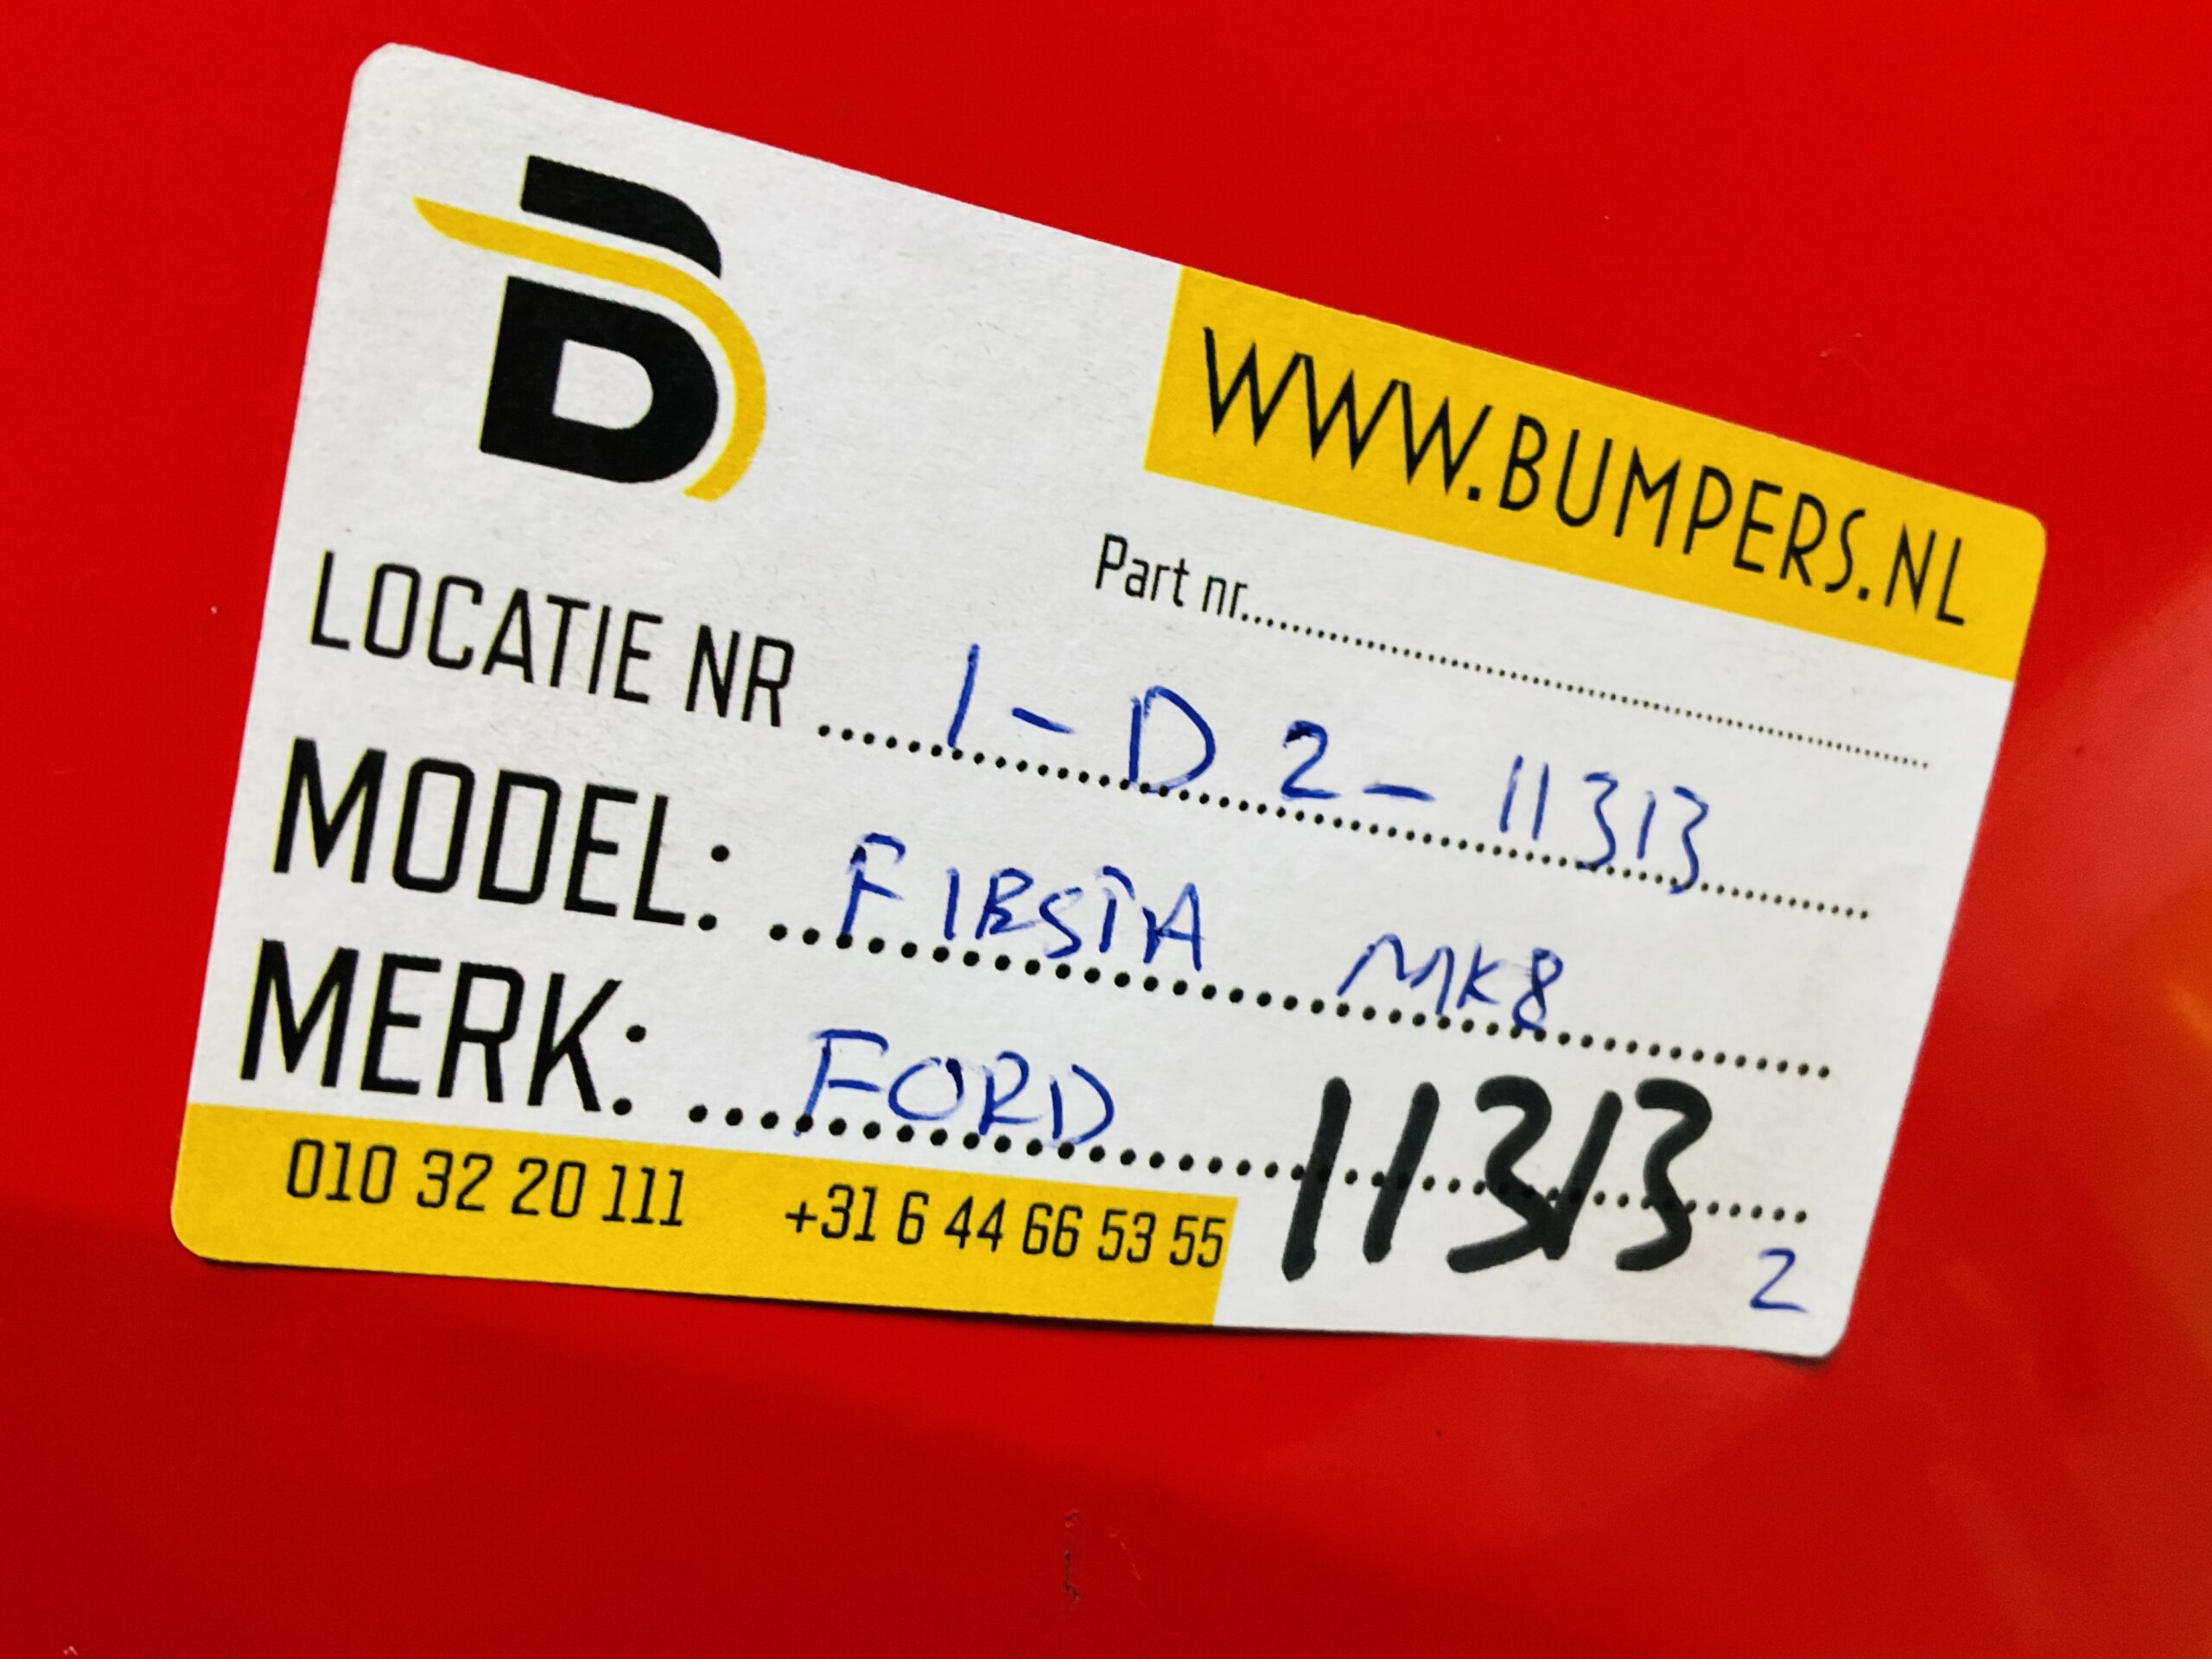 B
WWW.BUMPERS.NL
Part nr..........
LOCATIE NR ..... 1 - D 2 - 11313
MODEL: ..... FIESTA MK8
MERK: ..... FORD
11313
2
010 32 20 111 +31 6 44 66 53 55